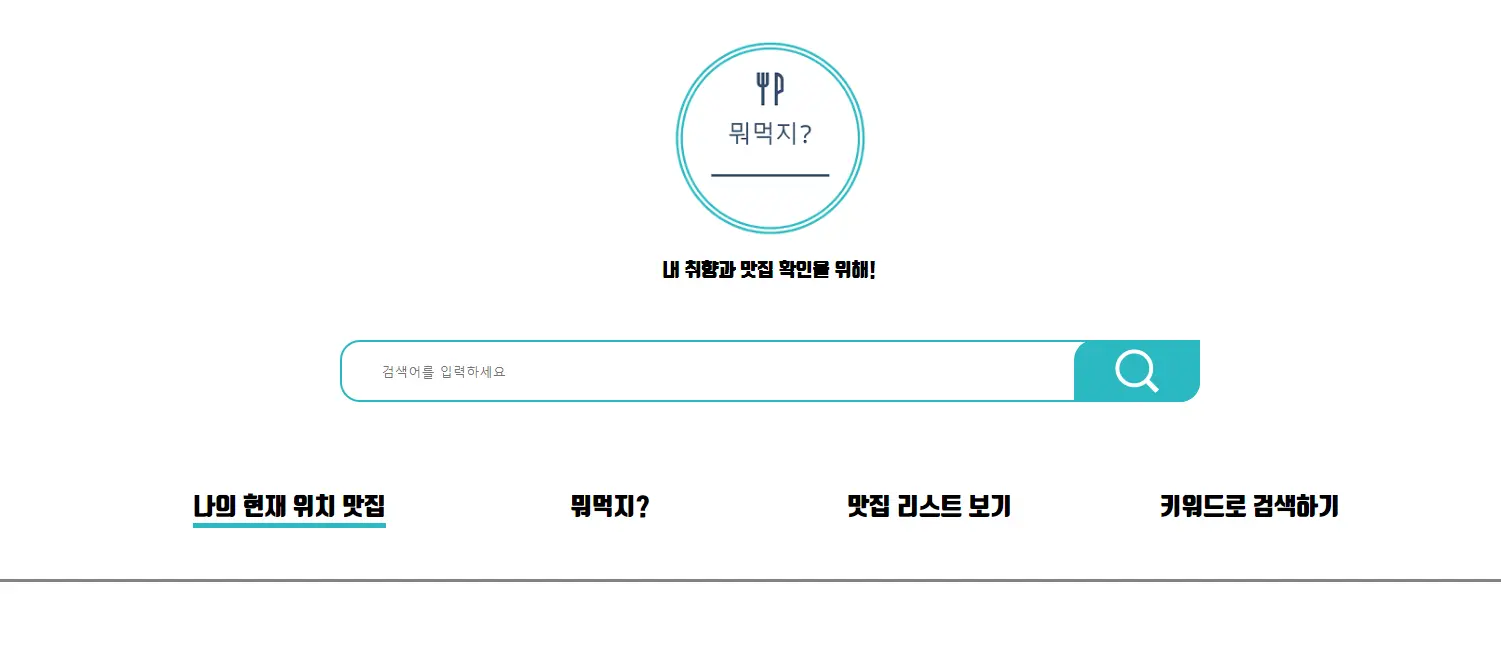 뭐먹지?
내 취향과 맛집 확인을 위해!
검색어를 입력하세요
나의 현재 위치 맛집 뭐먹지? 맛집 리스트 보기 키워드로 검색하기